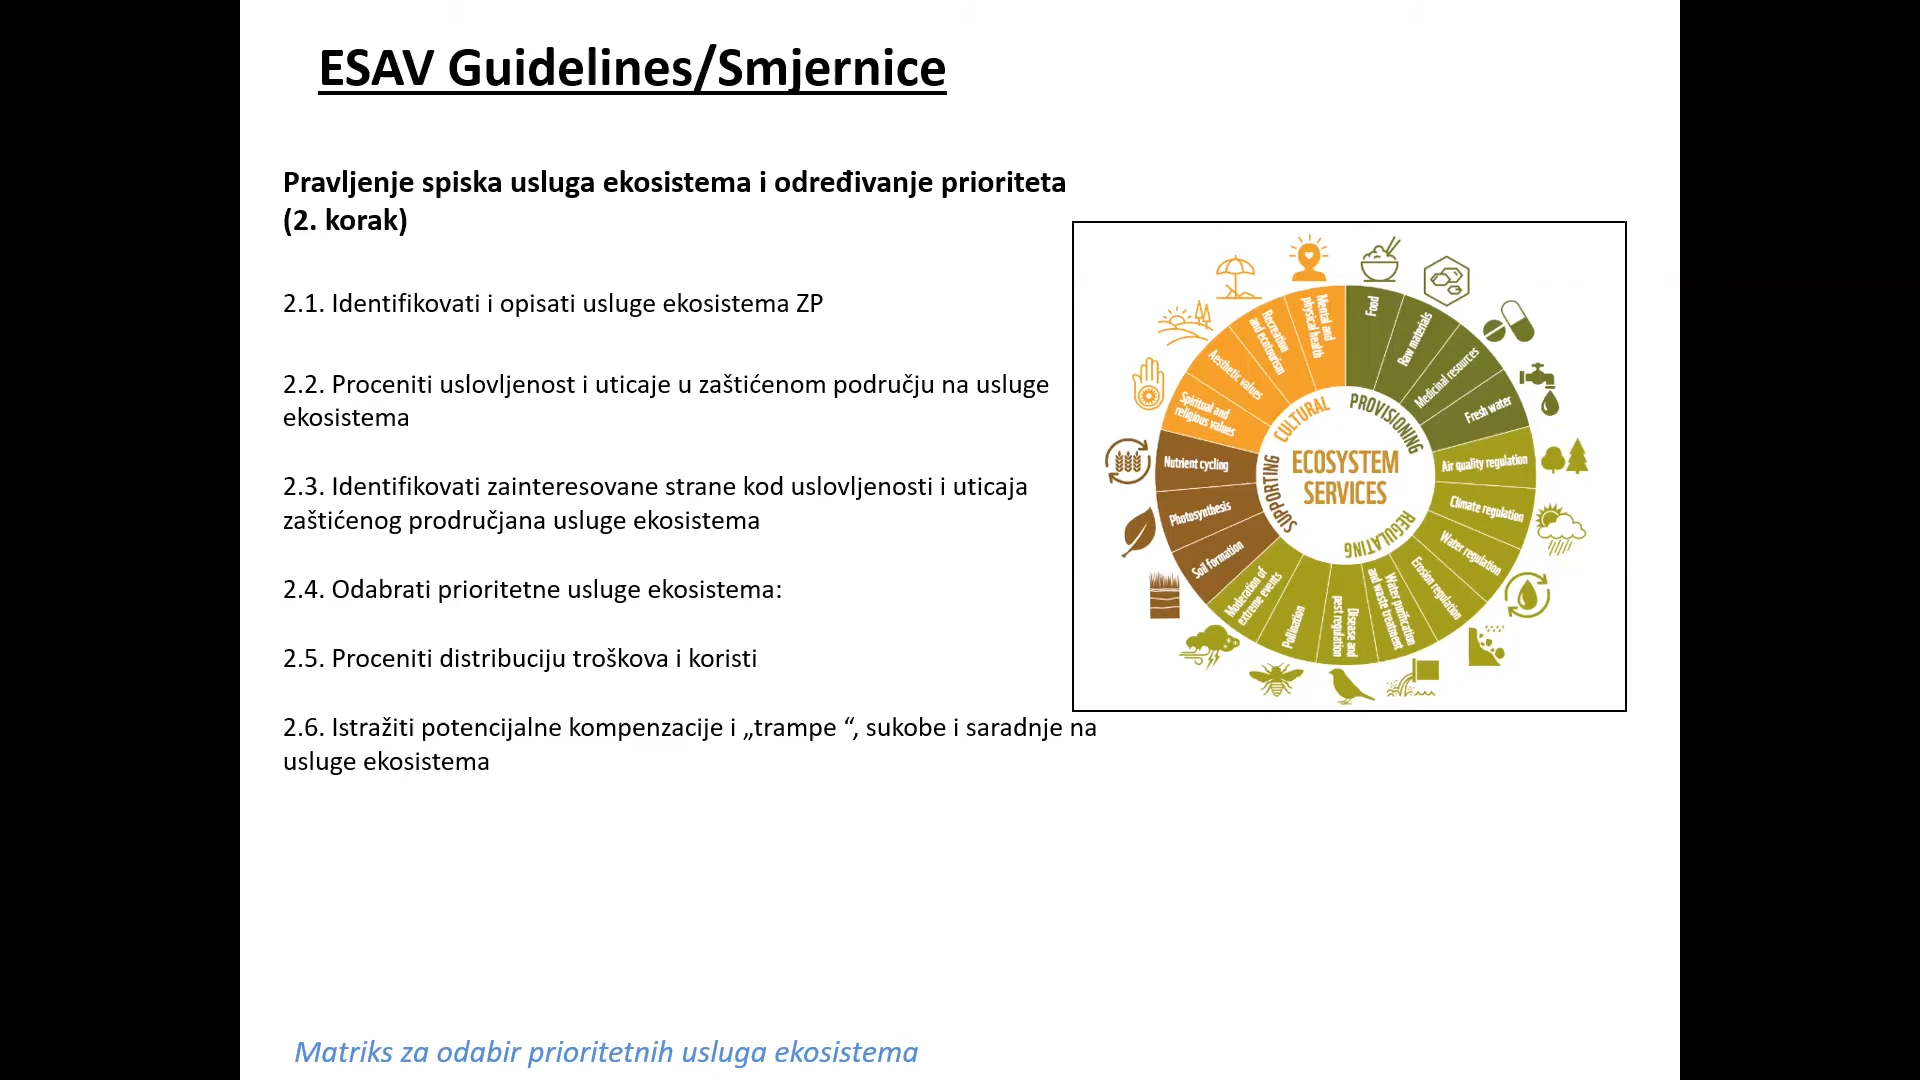 ESAV Guidelines/Smjernice
Pravljenje spiska usluga ekosistema i određivanje prioriteta
(2. korak)
2.1. Identifikovati i opisati usluge ekosistema ZP
2.2. Proceniti uslovljenost i uticaje u zaštićenom području na usluge
ekosistema
2.3. Identifikovati zainteresovane strane kod uslovljenosti i uticaja
zaštićenog prodručjana usluge ekosistema
2.4. Odabrati prioritetne usluge ekosistema:
2.5. Proceniti distribuciju troškova i koristi
2.6. Istražiti potencijalne kompenzacije i „trampe “, sukobe i saradnje na
usluge ekosistema
ECOSYSTEM
SERVICES
PROVISIONING
Food
Raw materials
Medicinal resources
Fresh water
REGULATING
Air quality regulation
Climate regulation
Water regulation
Erosion regulation
Water purification
and waste treatment
Disease and
pest regulation
Pollination
Moderation of
extreme events
SUPPORTING
Soil formation
Photosynthesis
Nutrient cycling
CULTURAL
Spiritual and
religious values
Aesthetic values
Recreation
and ecotourism
Mental and
physical health
Matriks za odabir prioritetnih usluga ekosistema